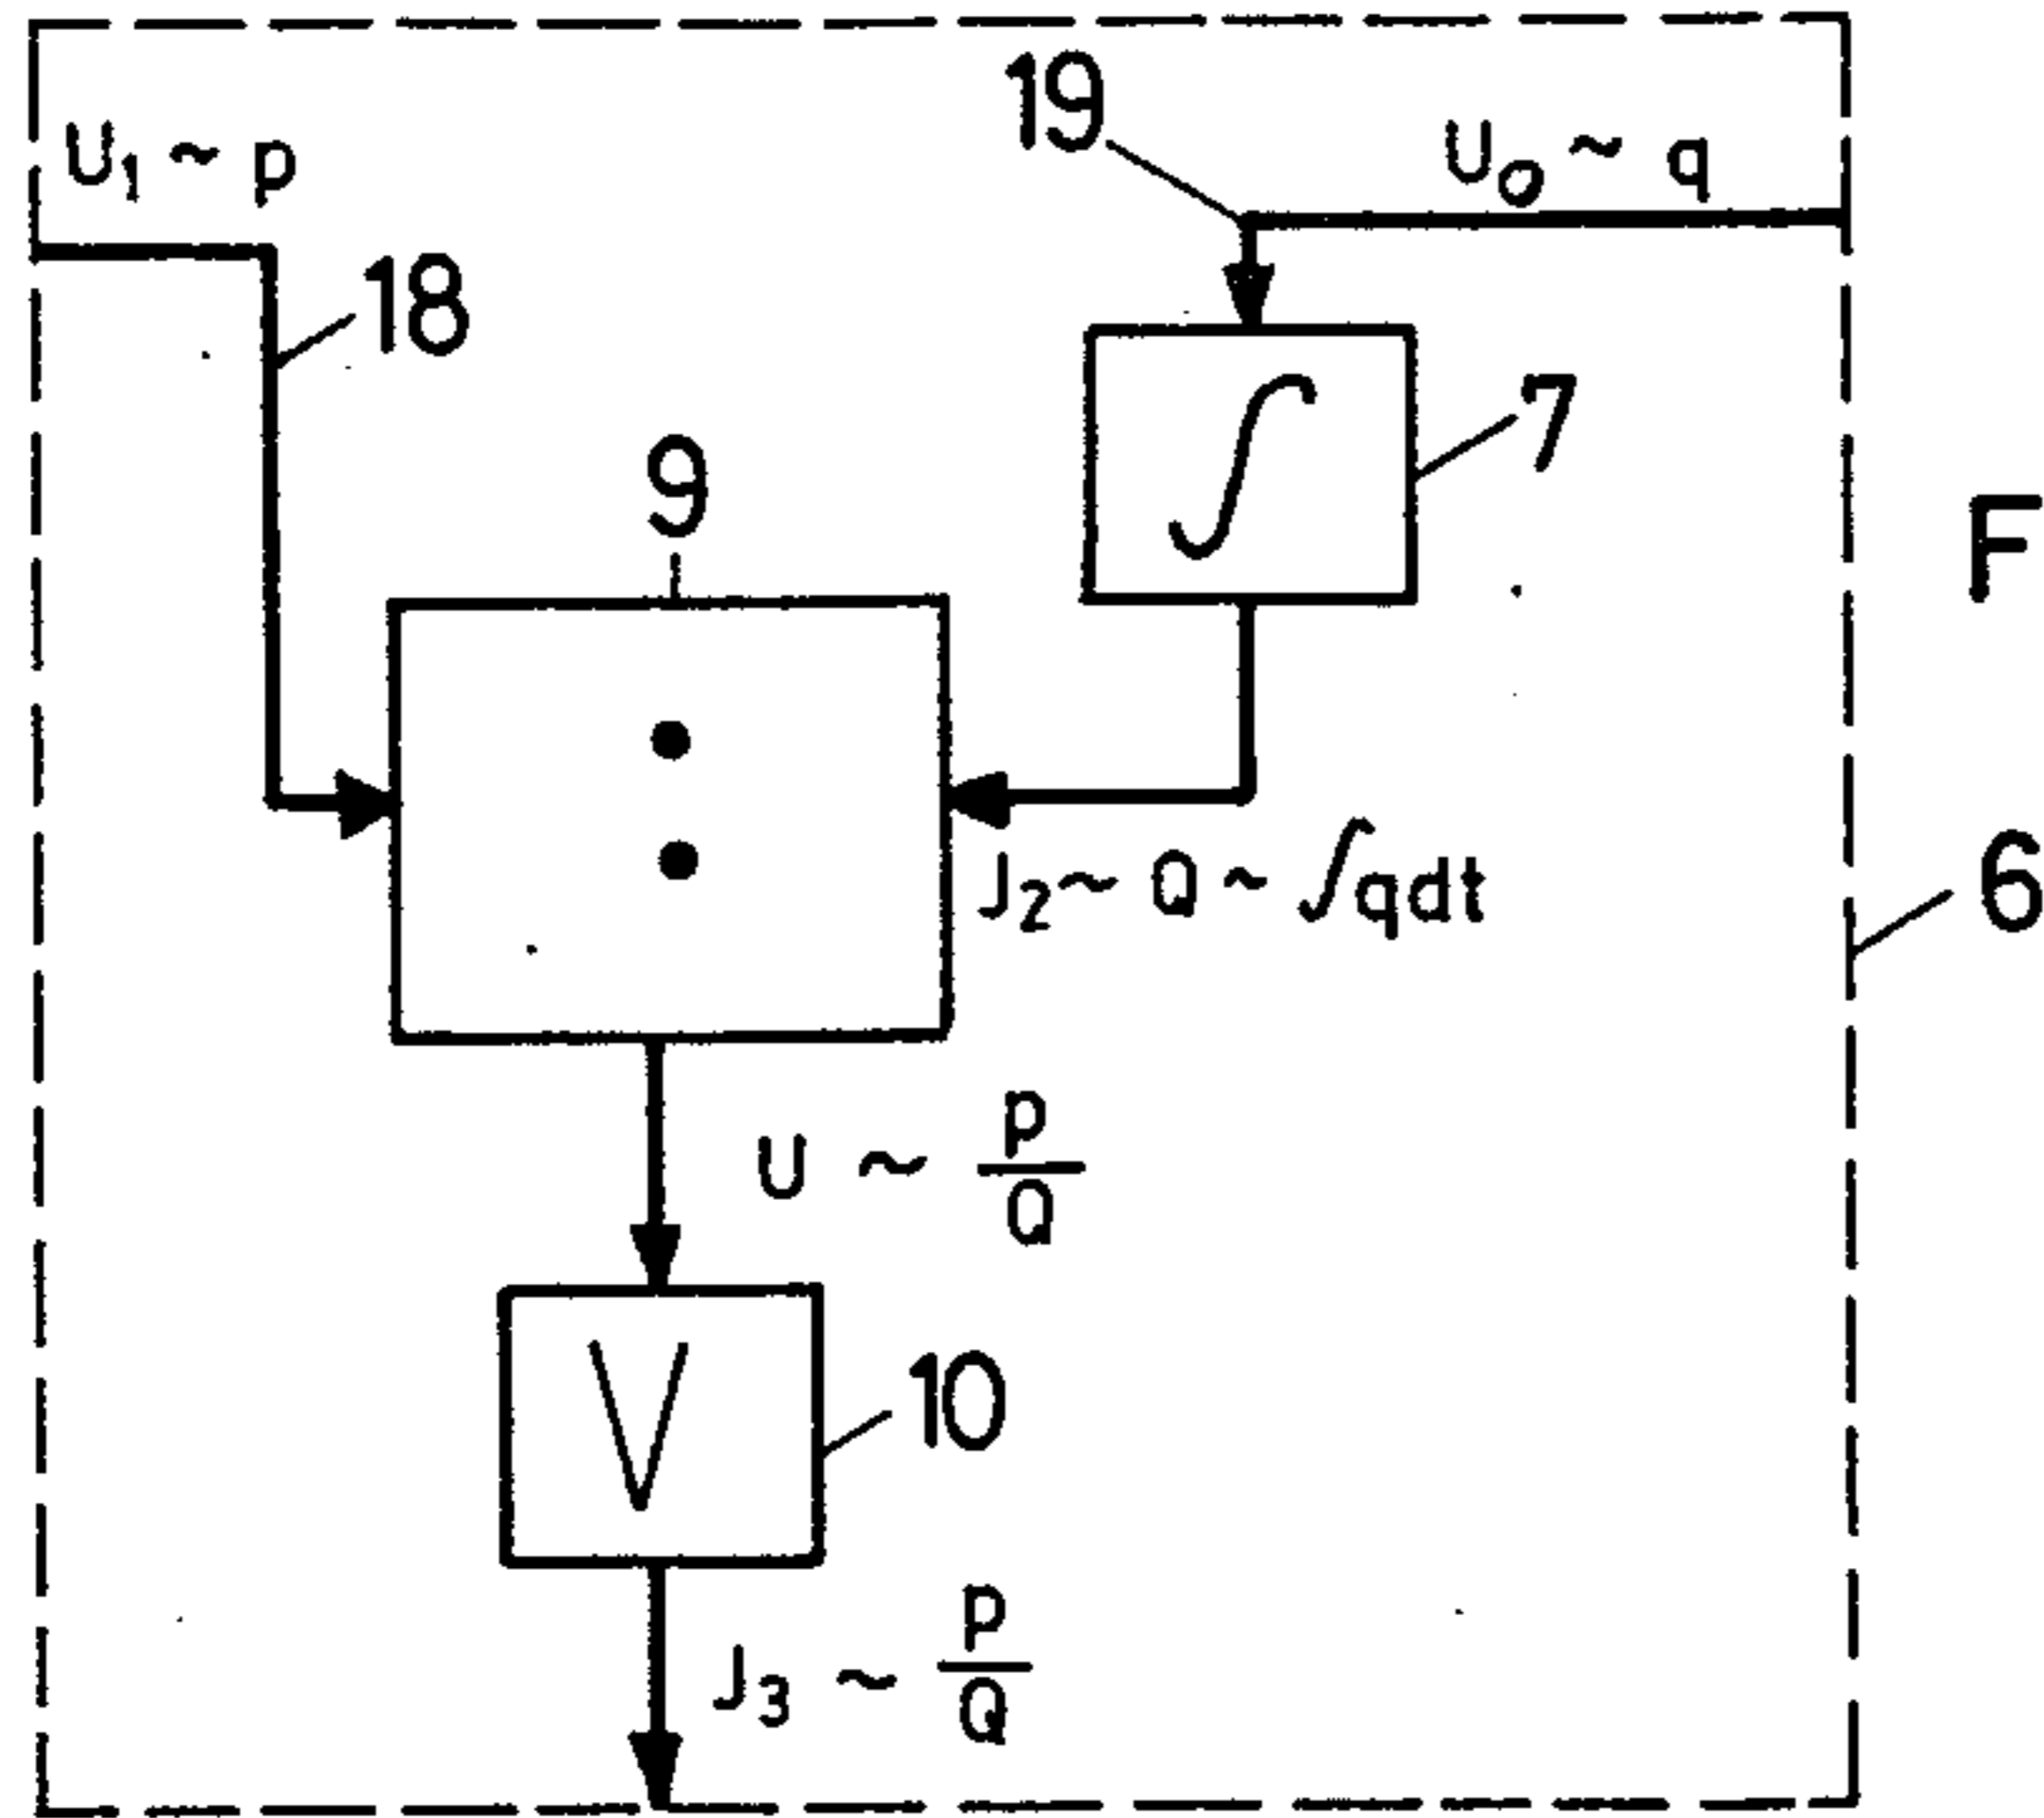 19
U₁ ~ p
U₀ ~ q
18
7
∫
9
F
:
J₂ ~ Q ~ ∫qdt
6
U ~ p/Q
V
10
J₃ ~ p/Q